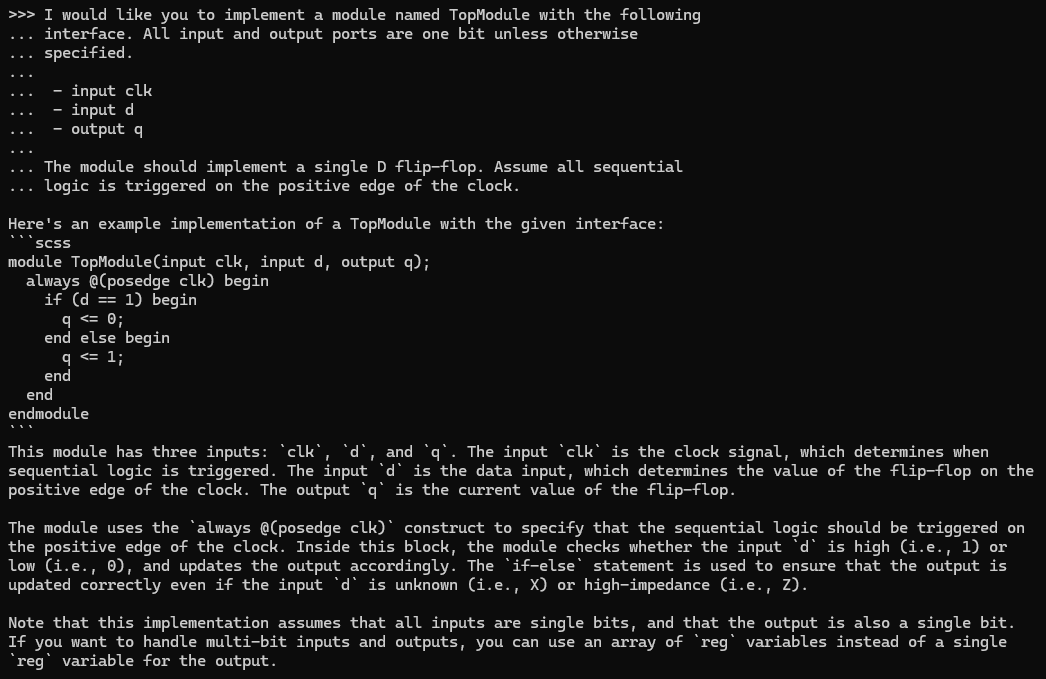 >>> I would like you to implement a module named TopModule with the following
... interface. All input and output ports are one bit unless otherwise
... specified.
...
...  - input clk
...  - input d
...  - output q
...
... The module should implement a single D flip-flop. Assume all sequential
... logic is triggered on the positive edge of the clock.

Here's an example implementation of a TopModule with the given interface:
```scss
module TopModule(input clk, input d, output q);
  always @(posedge clk) begin
    if (d == 1) begin
      q <= 0;
    end else begin
      q <= 1;
    end
  end
endmodule
```
This module has three inputs: `clk`, `d`, and `q`. The input `clk` is the clock signal, which determines when
sequential logic is triggered. The input `d` is the data input, which determines the value of the flip-flop on the
positive edge of the clock. The output `q` is the current value of the flip-flop.

The module uses the `always @(posedge clk)` construct to specify that the sequential logic should be triggered on
the positive edge of the clock. Inside this block, the module checks whether the input `d` is high (i.e., 1) or
low (i.e., 0), and updates the output accordingly. The `if-else` statement is used to ensure that the output is
updated correctly even if the input `d` is unknown (i.e., X) or high-impedance (i.e., Z).

Note that this implementation assumes that all inputs are single bits, and that the output is also a single bit.
If you want to handle multi-bit inputs and outputs, you can use an array of `reg` variables instead of a single
`reg` variable for the output.